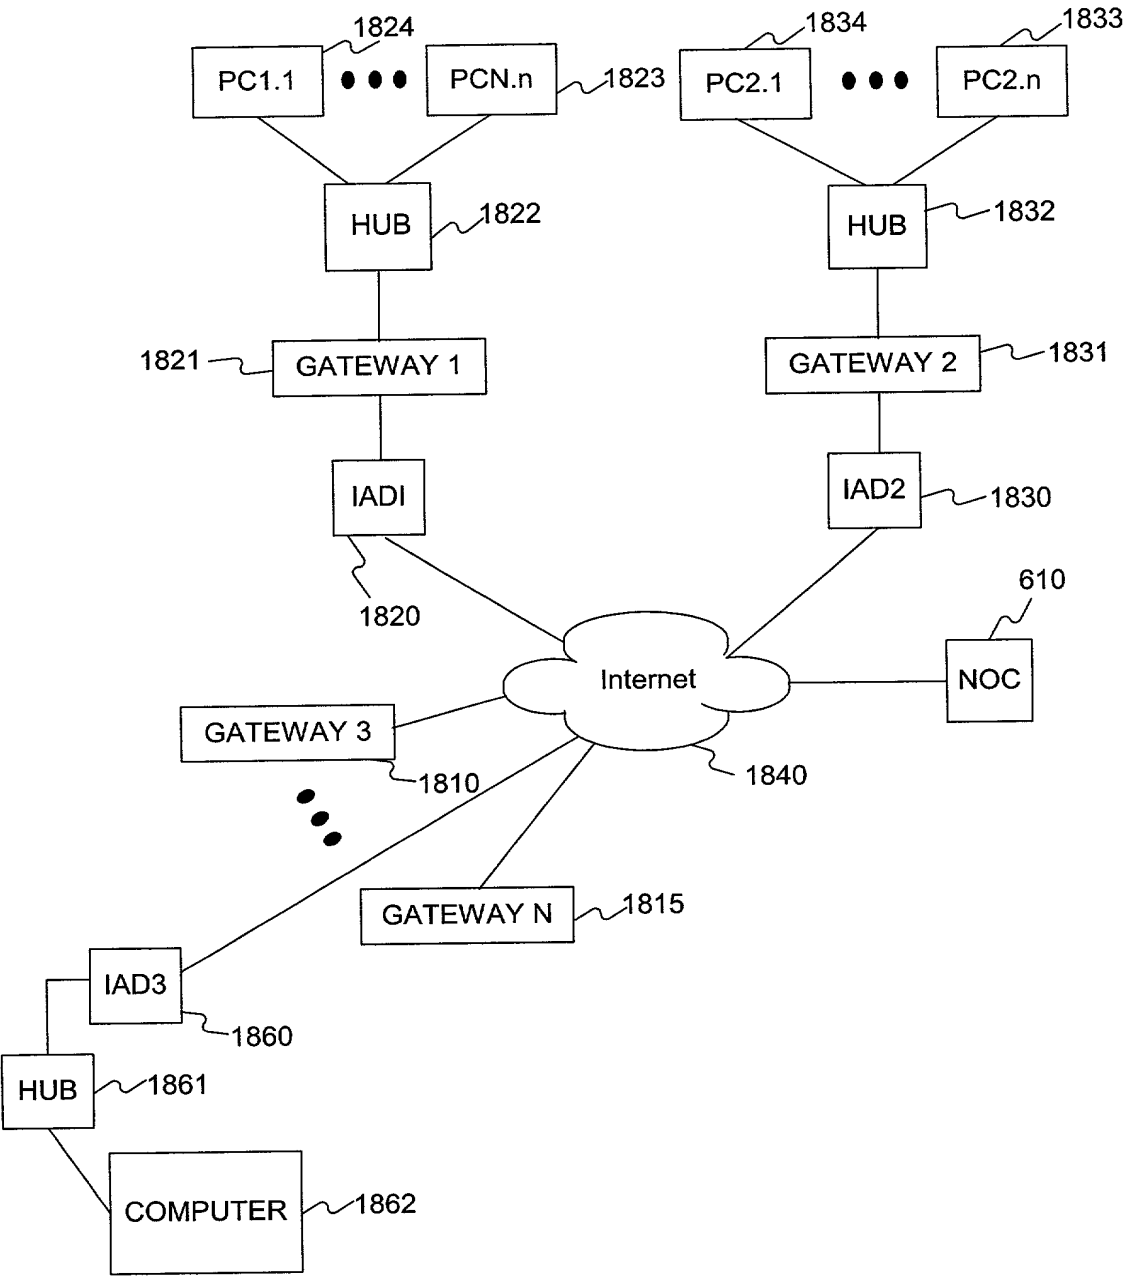 1824
1834
1833
PC1.1
PCN.n
1823
PC2.1
PC2.n
HUB
1822
HUB
1832
1821
GATEWAY 1
GATEWAY 2
1831
IADI
IAD2
1830
1820
610
Internet
NOC
GATEWAY 3
1810
1840
GATEWAY N
1815
IAD3
1860
HUB
1861
COMPUTER
1862